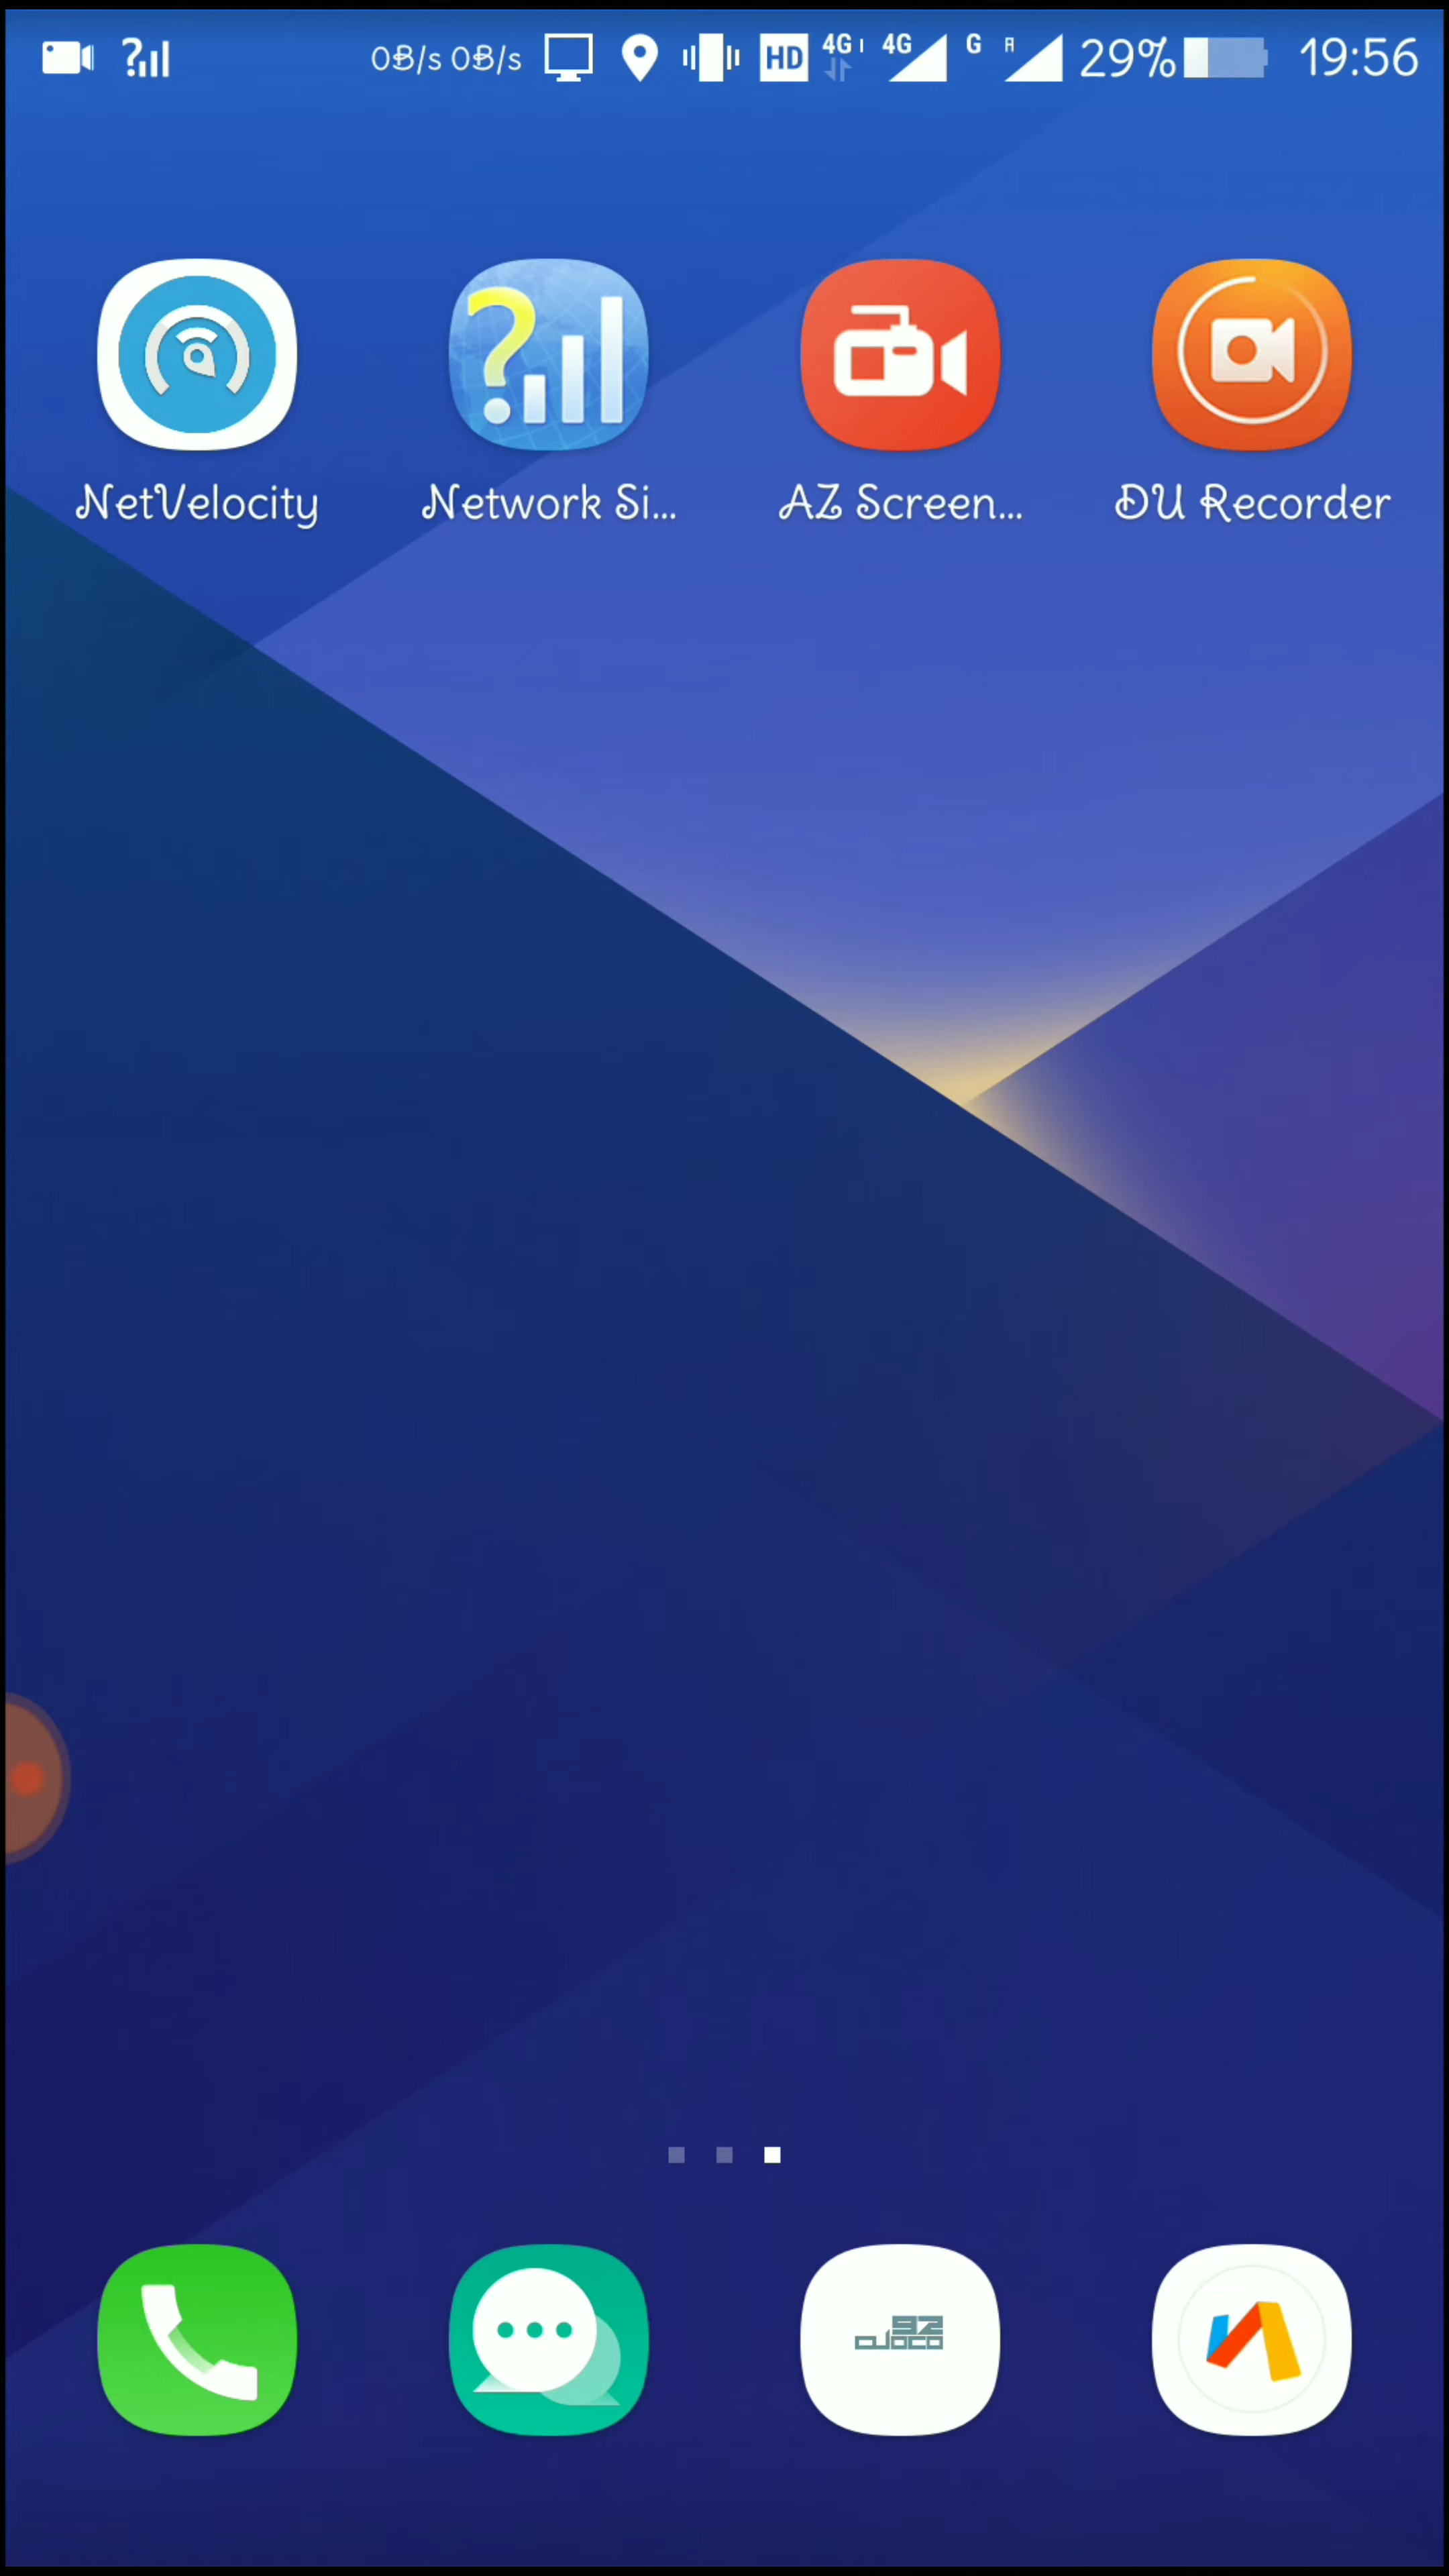 ?
0B/s 0B/s HD 4G 4G G R 29% 19:56
?
NetVelocity Network Si... AZ Screen... DU Recorder